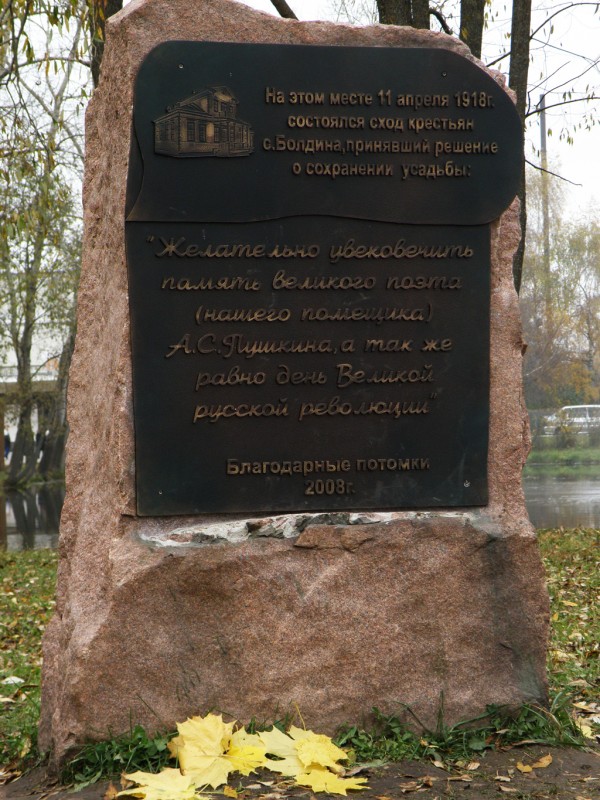 На этом месте 11 апреля 1918г.
состоялся сход крестьян
с.Болдина,принявший решение
о сохранении усадьбы:
"Желательно увековечить
память великого поэта
(нашего помещика)
А.С.Пушкина,а так же
равно день Великой
русской революции"
Благодарные потомки
2008г.